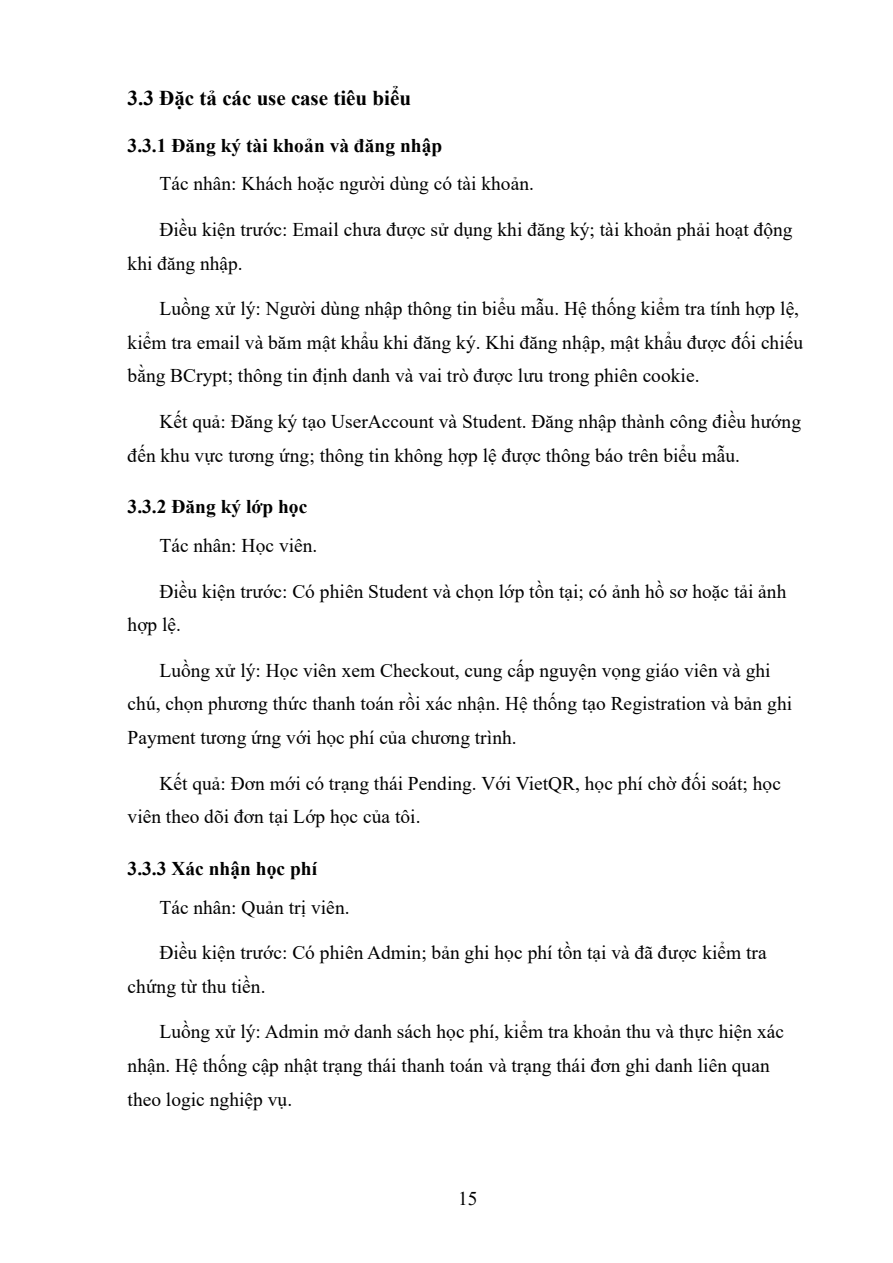 3.3 Đặc tả các use case tiêu biểu
3.3.1 Đăng ký tài khoản và đăng nhập
Tác nhân: Khách hoặc người dùng có tài khoản.
Điều kiện trước: Email chưa được sử dụng khi đăng ký; tài khoản phải hoạt động
khi đăng nhập.
Luồng xử lý: Người dùng nhập thông tin biểu mẫu. Hệ thống kiểm tra tính hợp lệ,
kiểm tra email và băm mật khẩu khi đăng ký. Khi đăng nhập, mật khẩu được đối chiếu
bằng BCrypt; thông tin định danh và vai trò được lưu trong phiên cookie.
Kết quả: Đăng ký tạo UserAccount và Student. Đăng nhập thành công điều hướng
đến khu vực tương ứng; thông tin không hợp lệ được thông báo trên biểu mẫu.
3.3.2 Đăng ký lớp học
Tác nhân: Học viên.
Điều kiện trước: Có phiên Student và chọn lớp tồn tại; có ảnh hồ sơ hoặc tải ảnh
hợp lệ.
Luồng xử lý: Học viên xem Checkout, cung cấp nguyện vọng giáo viên và ghi
chú, chọn phương thức thanh toán rồi xác nhận. Hệ thống tạo Registration và bản ghi
Payment tương ứng với học phí của chương trình.
Kết quả: Đơn mới có trạng thái Pending. Với VietQR, học phí chờ đối soát; học
viên theo dõi đơn tại Lớp học của tôi.
3.3.3 Xác nhận học phí
Tác nhân: Quản trị viên.
Điều kiện trước: Có phiên Admin; bản ghi học phí tồn tại và đã được kiểm tra
chứng từ thu tiền.
Luồng xử lý: Admin mở danh sách học phí, kiểm tra khoản thu và thực hiện xác
nhận. Hệ thống cập nhật trạng thái thanh toán và trạng thái đơn ghi danh liên quan
theo logic nghiệp vụ.
15